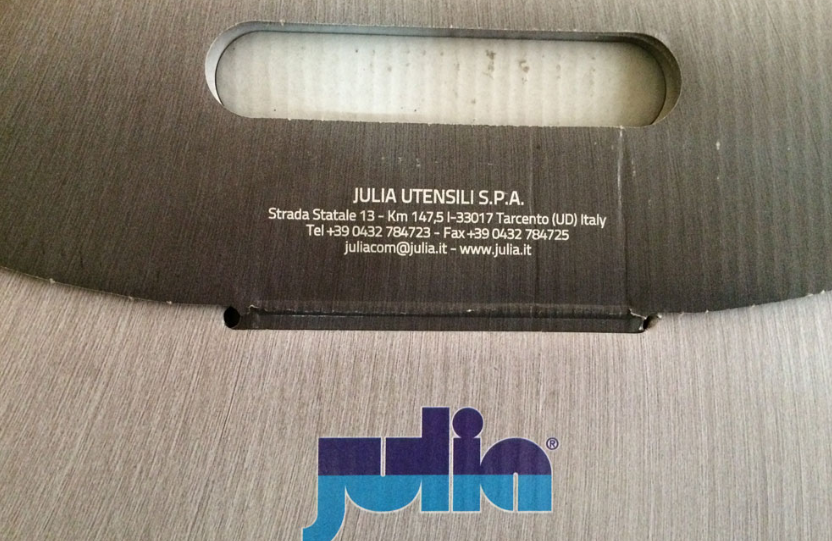 JULIA UTENSILI S.P.A.
Strada Statale 13 - Km 147,5 I-33017 Tarcento (UD) Italy
Tel +39 0432 784723 - Fax +39 0432 784725
juliacom@julia.it - www.julia.it
julia®